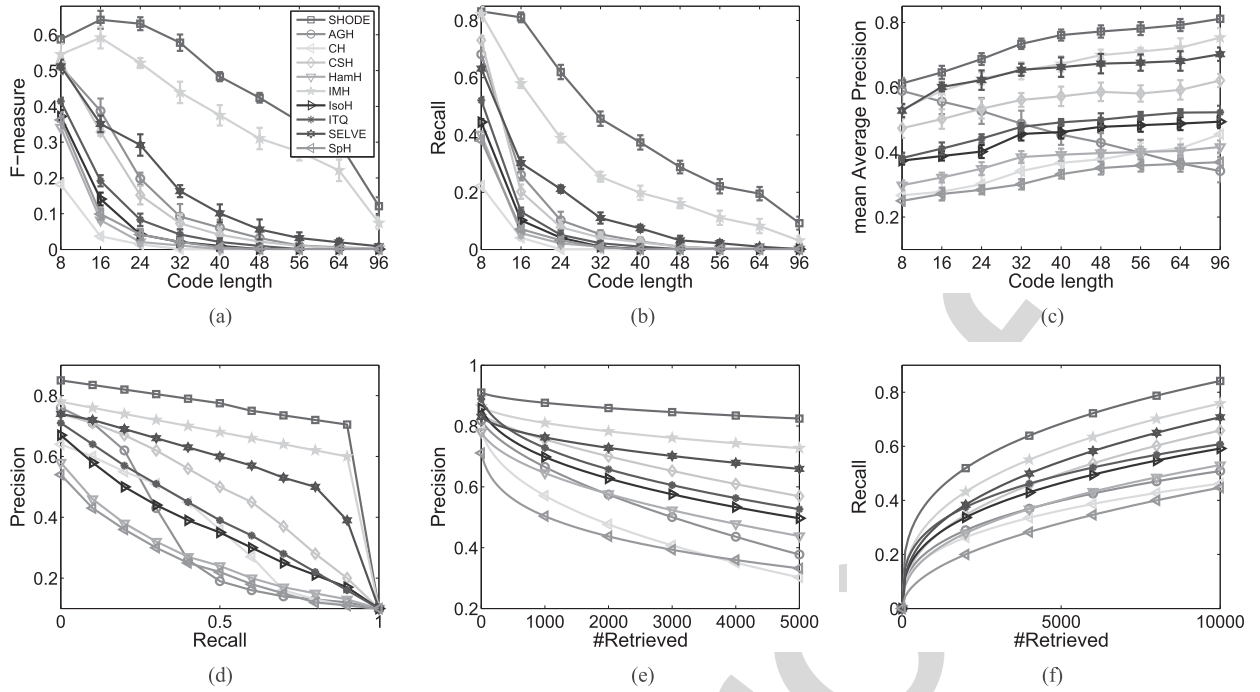 F-measure
0.6
0.5
0.4
0.3
0.2
0.1
0
8 16 24 32 40 48 56 64 96
Code length
SHODE
AGH
CH
CSH
HamH
IMH
IsoH
ITQ
SELVE
SpH
(a)
Recall
0.8
0.6
0.4
0.2
0
8 16 24 32 40 48 56 64 96
Code length
(b)
mean Average Precision
0.8
0.6
0.4
0.2
8 16 24 32 40 48 56 64 96
Code length
(c)
Precision
0.8
0.6
0.4
0.2
0 0.5 1
Recall
(d)
Precision
1
0.8
0.6
0.4
0.2
0 1000 2000 3000 4000 5000
#Retrieved
(e)
Recall
0.8
0.6
0.4
0.2
0
0 5000 10000
#Retrieved
(f)